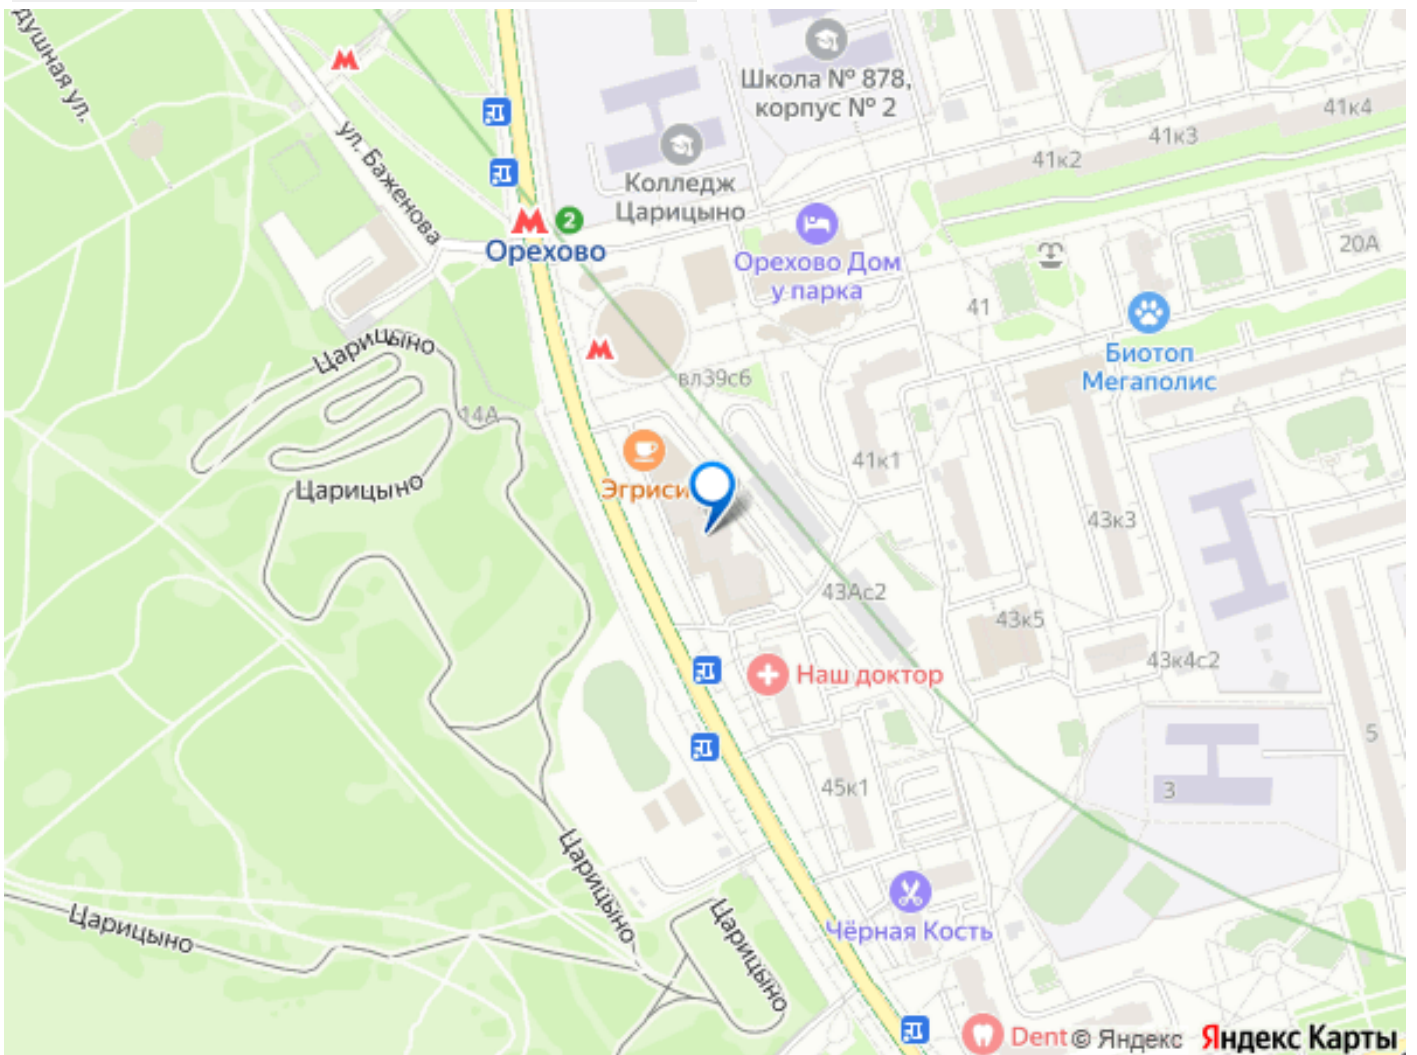 душная ул.
ул. Баженова
Школа № 878,
корпус № 2
41к4
41к3
41к2
Колледж
Царицыно
2
Орехово
Орехово Дом
у парка
20А
41
Биотоп
Мегаполис
Царицыно
вл39с6
14А
41к1
Эгриси
Царицыно
43к3
43Ас2
43к5
43к4с2
Наш доктор
5
45к1
3
Царицыно
Царицыно
Царицыно
Чёрная Кость
Dent
© Яндекс
Яндекс Карты